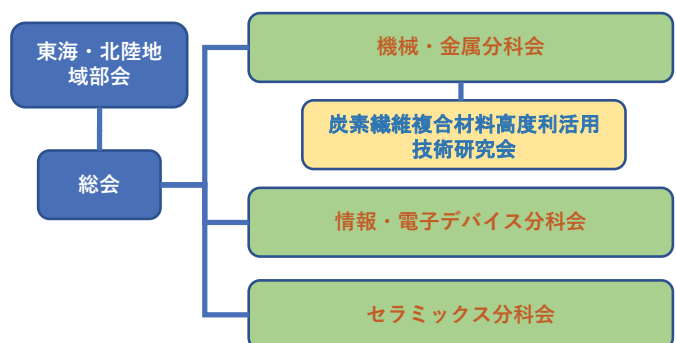 東海・北陸地
域部会
総会
機械・金属分科会
炭素繊維複合材料高度利活用
技術研究会
情報・電子デバイス分科会
セラミックス分科会